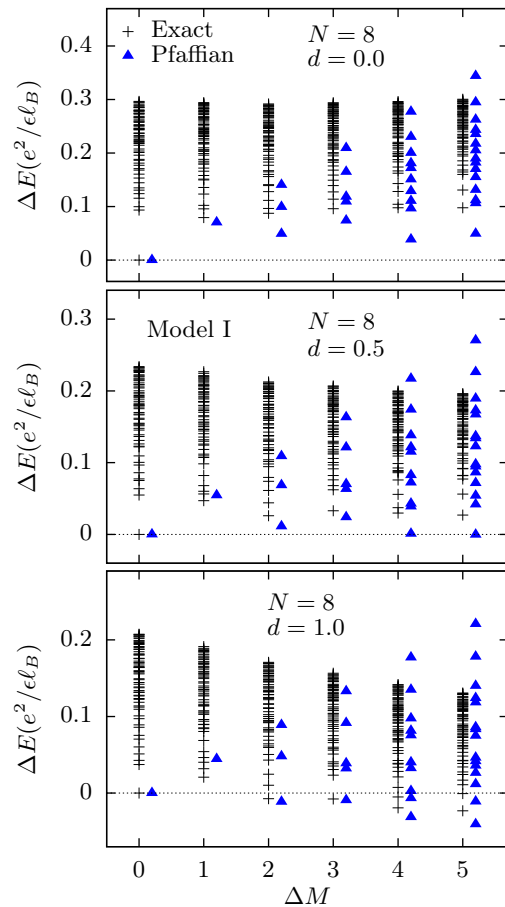 + Exact
▲ Pfaffian
N = 8
d = 0.0
ΔE(e²/ϵℓ_B)
0.4
0.3
0.2
0.1
0
Model I
N = 8
d = 0.5
ΔE(e²/ϵℓ_B)
0.3
0.2
0.1
0
N = 8
d = 1.0
ΔE(e²/ϵℓ_B)
0.2
0.1
0
0 1 2 3 4 5
ΔM